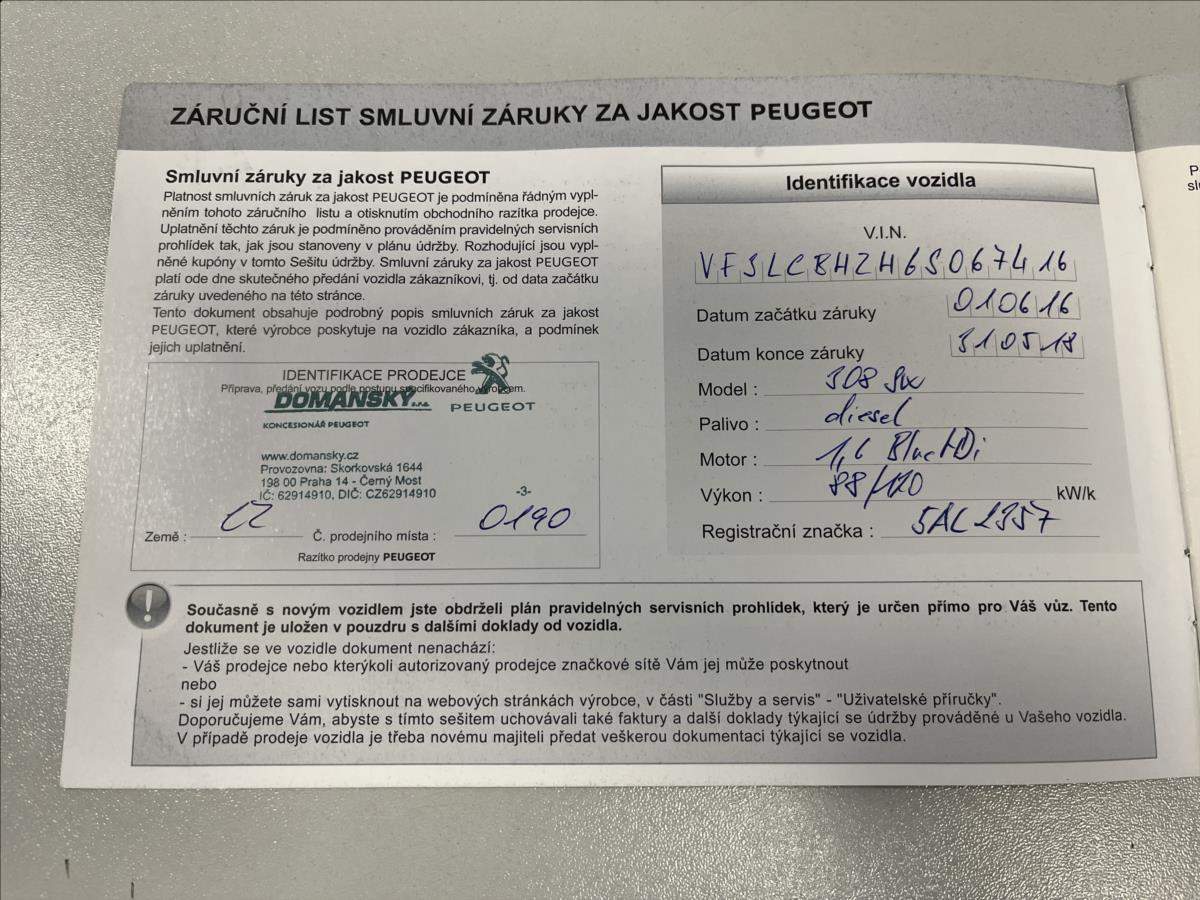 ZÁRUČNÍ LIST SMLUVNÍ ZÁRUKY ZA JAKOST PEUGEOT
Smluvní záruky za jakost PEUGEOT
Platnost smluvních záruk za jakost PEUGEOT je podmíněna řádným vypl-
něním tohoto záručního listu a otisknutím obchodního razítka prodejce.
Uplatnění těchto záruk je podmíněno prováděním pravidelných servisních
prohlídek tak, jak jsou stanoveny v plánu údržby. Rozhodující jsou vypl-
něné kupóny v tomto Sešitu údržby. Smluvní záruky za jakost PEUGEOT
platí ode dne skutečného předání vozidla zákazníkovi, tj. od data začátku
záruky uvedeného na této stránce.
Tento dokument obsahuje podrobný popis smluvních záruk za jakost
PEUGEOT, které výrobce poskytuje na vozidlo zákazníka, a podmínek
jejich uplatnění.
IDENTIFIKACE PRODEJCE
Příprava, předání vozu podle postupu specifikovaného výrobcem.
DOMANSKÝ s.r.o.
PEUGEOT
KONCESIONÁŘ PEUGEOT
www.domansky.cz
Provozovna: Skorkovská 1644
198 00 Praha 14 - Černý Most
IČ: 62914910, DIČ: CZ62914910
-3-
Země : CZ Č. prodejního místa : 0190
Razítko prodejny PEUGEOT
Identifikace vozidla
V.I.N.
VF3LCBHZH6S067416
Datum začátku záruky 010616
Datum konce záruky 310518
Model : 308 SW
Palivo : diesel
Motor : 1,6 BlueHDi
Výkon : 88/120 kW/k
Registrační značka : 5AL2357
Současně s novým vozidlem jste obdrželi plán pravidelných servisních prohlídek, který je určen přímo pro Váš vůz. Tento
dokument je uložen v pouzdru s dalšími doklady od vozidla.
Jestliže se ve vozidle dokument nenachází:
- Váš prodejce nebo kterýkoli autorizovaný prodejce značkové sítě Vám jej může poskytnout
nebo
- si jej můžete sami vytisknout na webových stránkách výrobce, v části "Služby a servis" - "Uživatelské příručky".
Doporučujeme Vám, abyste s tímto sešitem uchovávali také faktury a další doklady týkající se údržby prováděné u Vašeho vozidla.
V případě prodeje vozidla je třeba novému majiteli předat veškerou dokumentaci týkající se vozidla.